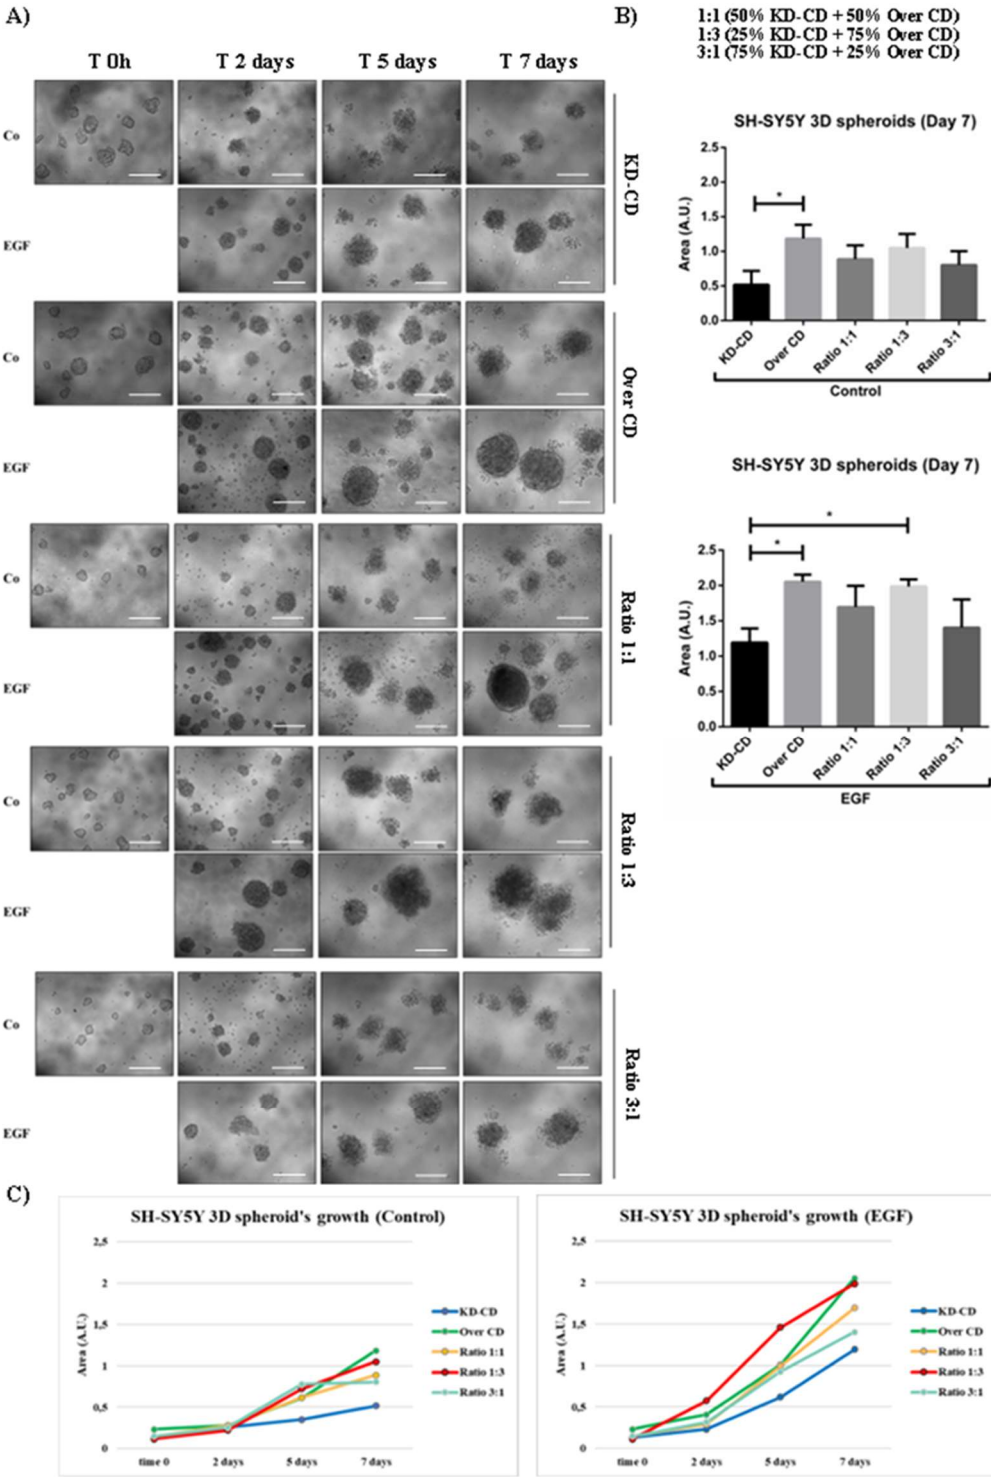 A)
T 0h T 2 days T 5 days T 7 days
Co
EGF
KD-CD
Co
EGF
Over CD
Co
EGF
Ratio 1:1
Co
EGF
Ratio 1:3
Co
EGF
Ratio 3:1
B)
1:1 (50% KD-CD + 50% Over CD)
1:3 (25% KD-CD + 75% Over CD)
3:1 (75% KD-CD + 25% Over CD)
SH-SY5Y 3D spheroids (Day 7)
Area (A.U.)
2.5
2.0
1.5
1.0
0.5
0.0
*
KD-CD Over CD Ratio 1:1 Ratio 1:3 Ratio 3:1
Control
SH-SY5Y 3D spheroids (Day 7)
Area (A.U.)
2.5
2.0
1.5
1.0
0.5
0.0
*
*
KD-CD Over CD Ratio 1:1 Ratio 1:3 Ratio 3:1
EGF
C)
SH-SY5Y 3D spheroid's growth (Control)
Area (A.U.)
2,5
2
1,5
1
0,5
0
time 0 2 days 5 days 7 days
KD-CD
Over CD
Ratio 1:1
Ratio 1:3
Ratio 3:1
SH-SY5Y 3D spheroid's growth (EGF)
Area (A.U.)
2,5
2
1,5
1
0,5
0
time 0 2 days 5 days 7 days
KD-CD
Over CD
Ratio 1:1
Ratio 1:3
Ratio 3:1